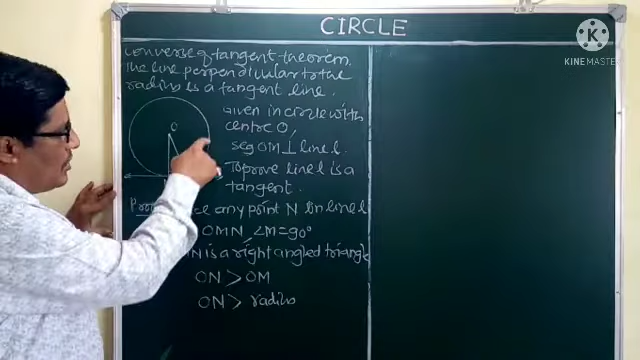 CIRCLE
KINEMASTER
Converse of tangent theorem.
The line perpendicular to the
radius is a tangent line.
O
Given in circle with
centre O,
seg OM ⊥ line l.
To prove line l is a
tangent.
any point N on line l
OMN, ∠M=90°
is a right angled triangle
ON > OM
ON > radius